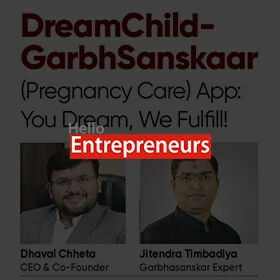 DreamChild-
GarbhSanskaar
(Pregnancy Care) App:
You Dream, We Fulfill!
Hello
Entrepreneurs
Dhaval Chheta
CEO & Co-Founder
Jitendra Timbadiya
Garbhasanskar Expert